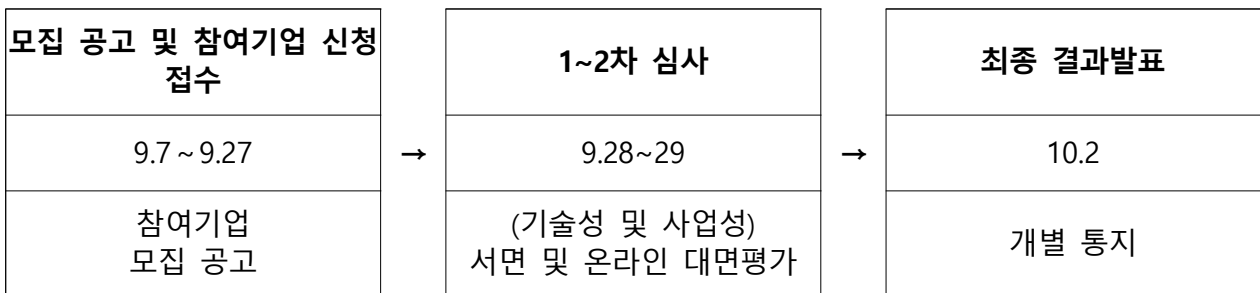 모집 공고 및 참여기업 신청
접수
9.7～9.27
참여기업
모집 공고
→
1~2차 심사
9.28~29
(기술성 및 사업성)
서면 및 온라인 대면평가
→
최종 결과발표
10.2
개별 통지